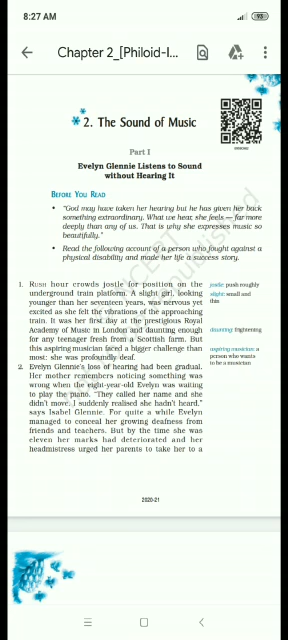 8:27 AM
93
Chapter 2_[Philoid-I...
2. The Sound of Music
Part I
Evelyn Glennie Listens to Sound
without Hearing It
BEFORE YOU READ
• "God may have taken her hearing but he has given her back
something extraordinary. What we hear, she feels — far more
deeply than any of us. That is why she expresses music so
beautifully."
• Read the following account of a person who fought against a
physical disability and made her life a success story.
1. RUSH hour crowds jostle for position on the
underground train platform. A slight girl, looking
younger than her seventeen years, was nervous yet
excited as she felt the vibrations of the approaching
train. It was her first day at the prestigious Royal
Academy of Music in London and daunting enough
for any teenager fresh from a Scottish farm. But
this aspiring musician faced a bigger challenge than
most: she was profoundly deaf.
2. Evelyn Glennie's loss of hearing had been gradual.
Her mother remembers noticing something was
wrong when the eight-year-old Evelyn was waiting
to play the piano. "They called her name and she
didn't move. I suddenly realised she hadn't heard,"
says Isabel Glennie. For quite a while Evelyn
managed to conceal her growing deafness from
friends and teachers. But by the time she was
eleven her marks had deteriorated and her
headmistress urged her parents to take her to a
jostle: push roughly
slight: small and
thin
daunting: frightening
aspiring musician: a
person who wants
to be a musician
2020-21